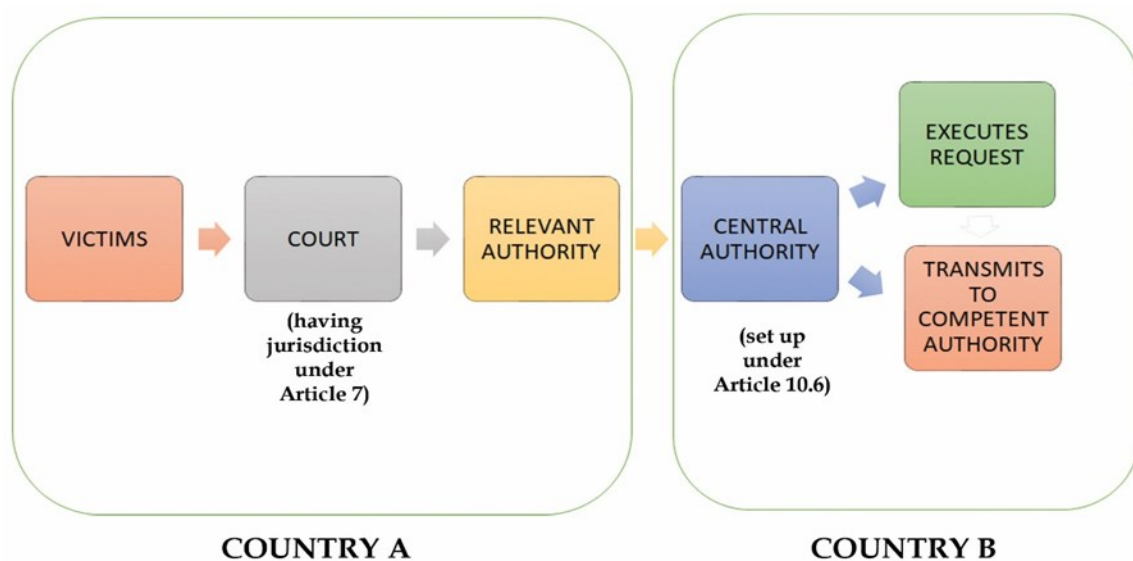 VICTIMS
COURT
(having
jurisdiction
under
Article 7)
RELEVANT
AUTHORITY
CENTRAL
AUTHORITY
(set up
under
Article 10.6)
EXECUTES
REQUEST
TRANSMITS
TO
COMPETENT
AUTHORITY
COUNTRY A
COUNTRY B